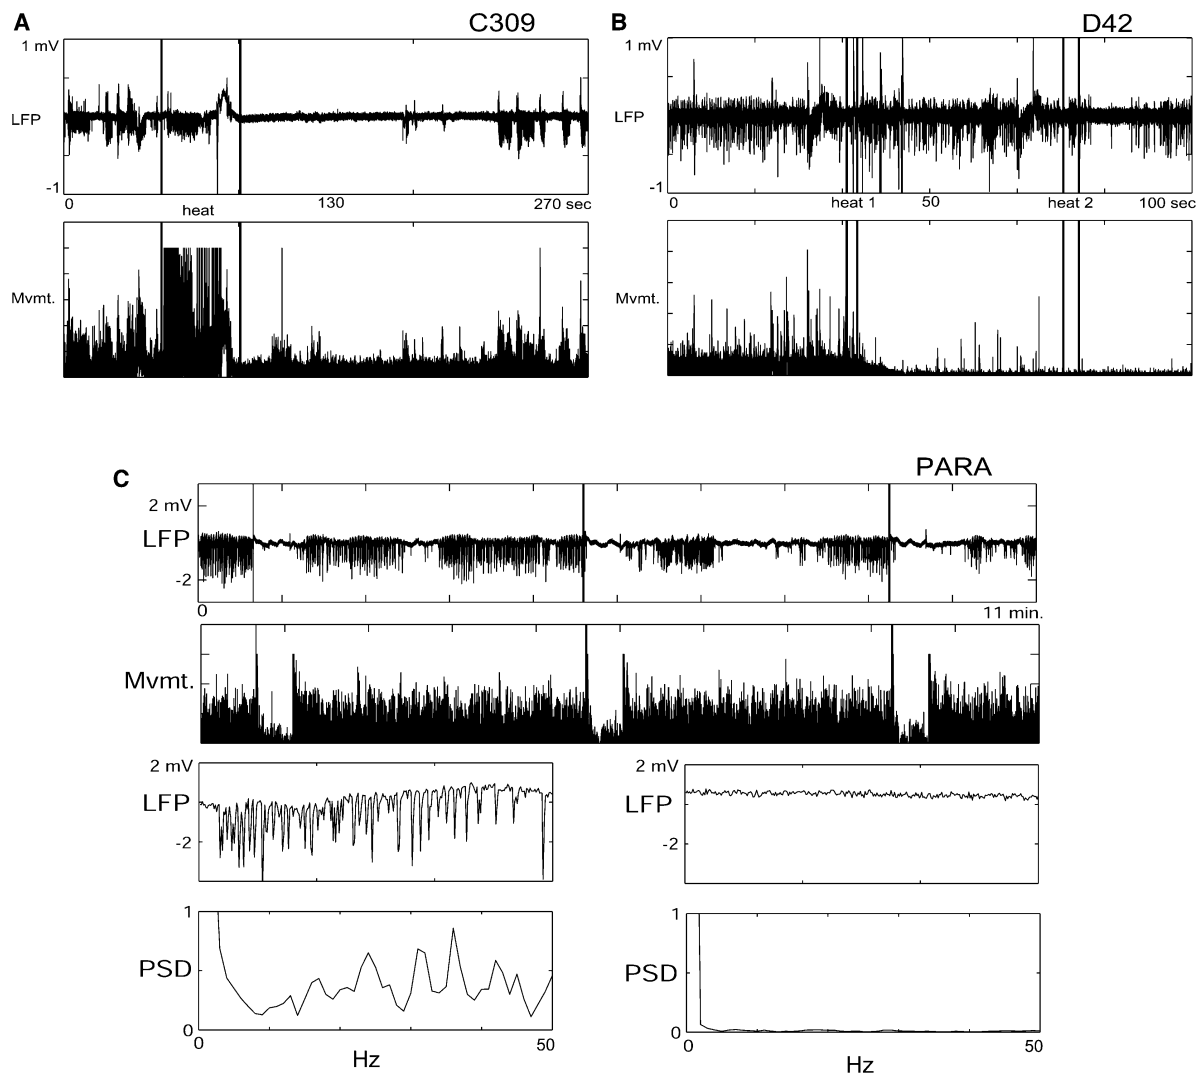 A C309
1 mV
LFP
-1
0 heat 130 270 sec
Mvmt.
B D42
1 mV
LFP
-1
0 heat 1 50 heat 2 100 sec
Mvmt.
C PARA
2 mV
LFP
-2
0 11 min.
Mvmt.
2 mV
LFP
-2
2 mV
LFP
-2
1
PSD
0
0 50
Hz
1
PSD
0
0 50
Hz